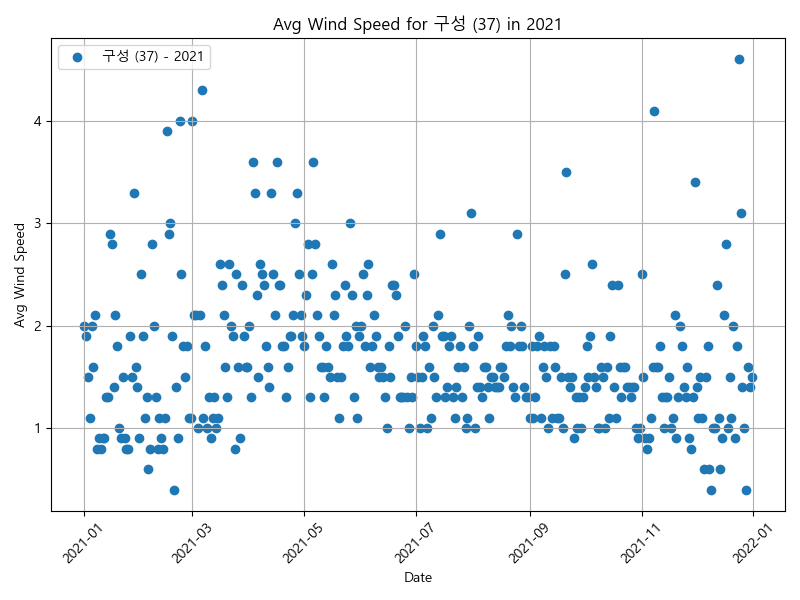 Avg Wind Speed for 구성 (37) in 2021
구성 (37) - 2021
Avg Wind Speed
4
3
2
1
2021-01
2021-03
2021-05
2021-07
2021-09
2021-11
2022-01
Date